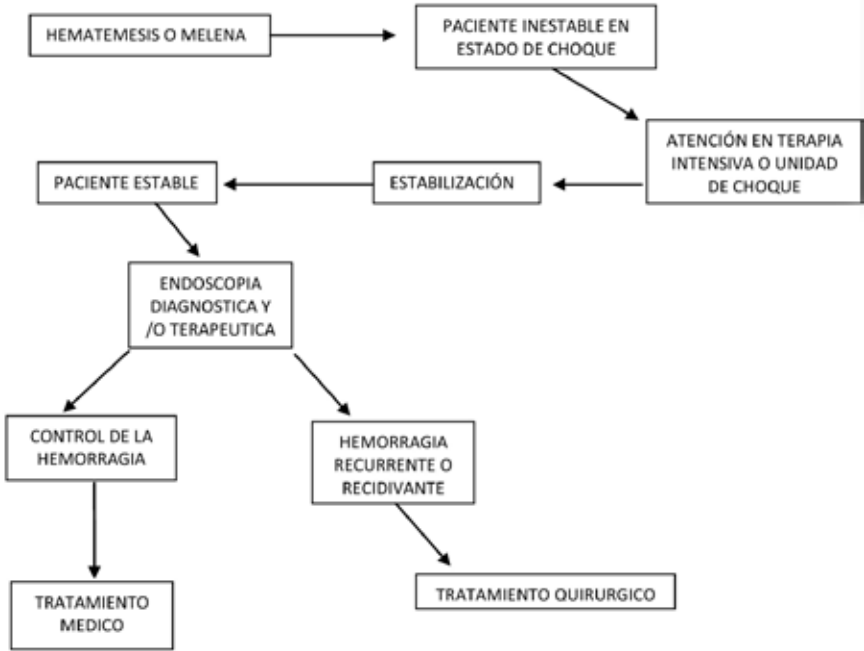 HEMATEMESIS O MELENA
PACIENTE INESTABLE EN
ESTADO DE CHOQUE
ATENCIÓN EN TERAPIA
INTENSIVA O UNIDAD
DE CHOQUE
ESTABILIZACIÓN
PACIENTE ESTABLE
ENDOSCOPIA
DIAGNOSTICA Y
/O TERAPEUTICA
CONTROL DE LA
HEMORRAGIA
HEMORRAGIA
RECURRENTE O
RECIDIVANTE
TRATAMIENTO
MEDICO
TRATAMIENTO QUIRURGICO